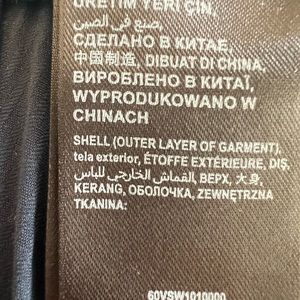 ÜRETİM YERİ ÇİN,
صنع في الصين,
СДЕЛАНО В КИТАЕ,
中国制造, DIBUAT DI CHINA,
ВИРОБЛЕНО В КИТАЇ,
WYPRODUKOWANO W
CHINACH
SHELL (OUTER LAYER OF GARMENT),
tela exterior, ÉTOFFE EXTÉRIEURE, DIŞ,
القماش الخارجي للباس, ВЕРХ, 大身,
KERANG, ОБОЛОЧКА, ZEWNĘTRZNA
TKANINA:
60VSW1010000